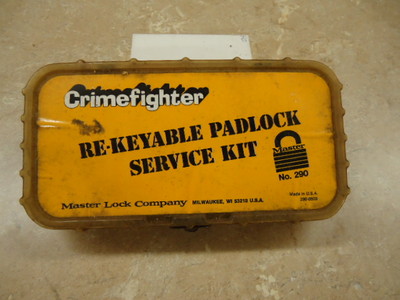 Crimefighter
RE-KEYABLE PADLOCK
SERVICE KIT
Master
No. 290
Master Lock Company MILWAUKEE, WI 53210 U.S.A.
Made in U.S.A.